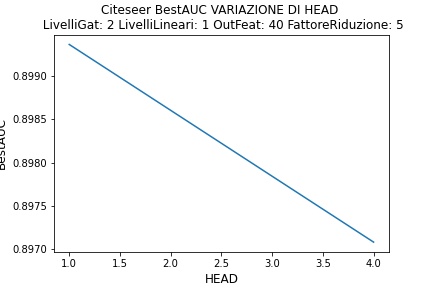 Citeseer BestAUC VARIAZIONE DI HEAD
LivelliGat: 2 LivelliLineari: 1 OutFeat: 40 FattoreRiduzione: 5
0.8990
0.8985
0.8980
0.8975
0.8970
BestAUC
1.0 1.5 2.0 2.5 3.0 3.5 4.0
HEAD